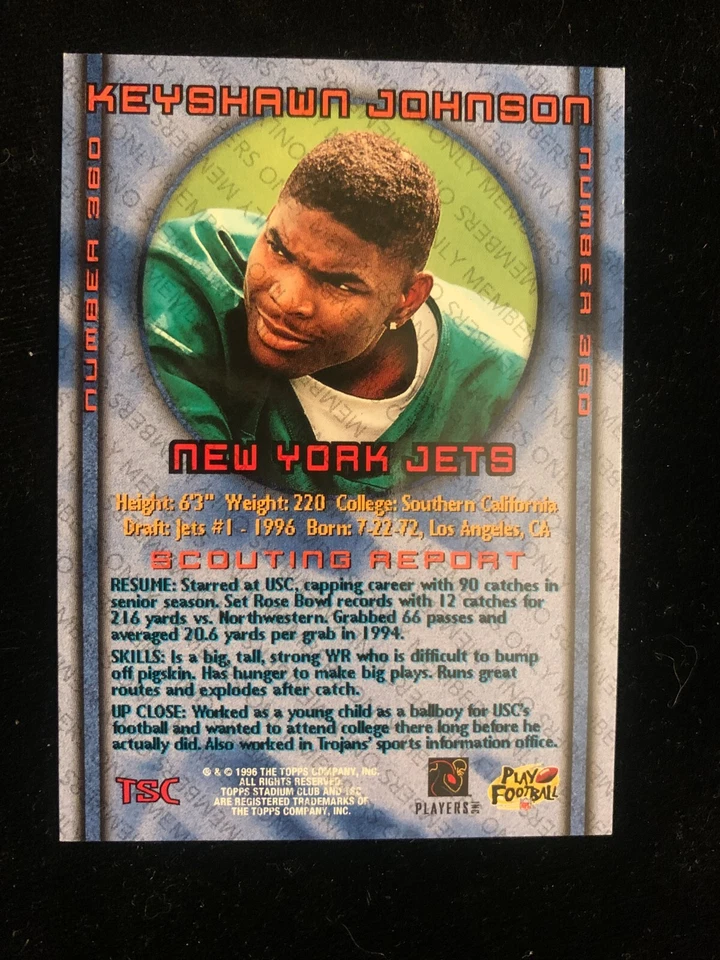 KEYSHAWN JOHNSON
NUMBER 360
NUMBER 360
NEW YORK JETS
Height: 6'3" Weight: 220 College: Southern California
Draft: Jets #1 - 1996 Born: 7-22-72, Los Angeles, CA
SCOUTING REPORT
RESUME: Starred at USC, capping career with 90 catches in
senior season. Set Rose Bowl records with 12 catches for
216 yards vs. Northwestern. Grabbed 66 passes and
averaged 20.6 yards per grab in 1994.
SKILLS: Is a big, tall, strong WR who is difficult to bump
off pigskin. Has hunger to make big plays. Runs great
routes and explodes after catch.
UP CLOSE: Worked as a young child as a ballboy for USC's
football and wanted to attend college there long before he
actually did. Also worked in Trojans' sports information office.
TSC
® & © 1996 THE TOPPS COMPANY, INC.
ALL RIGHTS RESERVED.
TOPPS STADIUM CLUB AND TSC
ARE REGISTERED TRADEMARKS OF
THE TOPPS COMPANY, INC.
PLAYERS INC
PLAY
FOOTBALL
MEMBERS ONLY